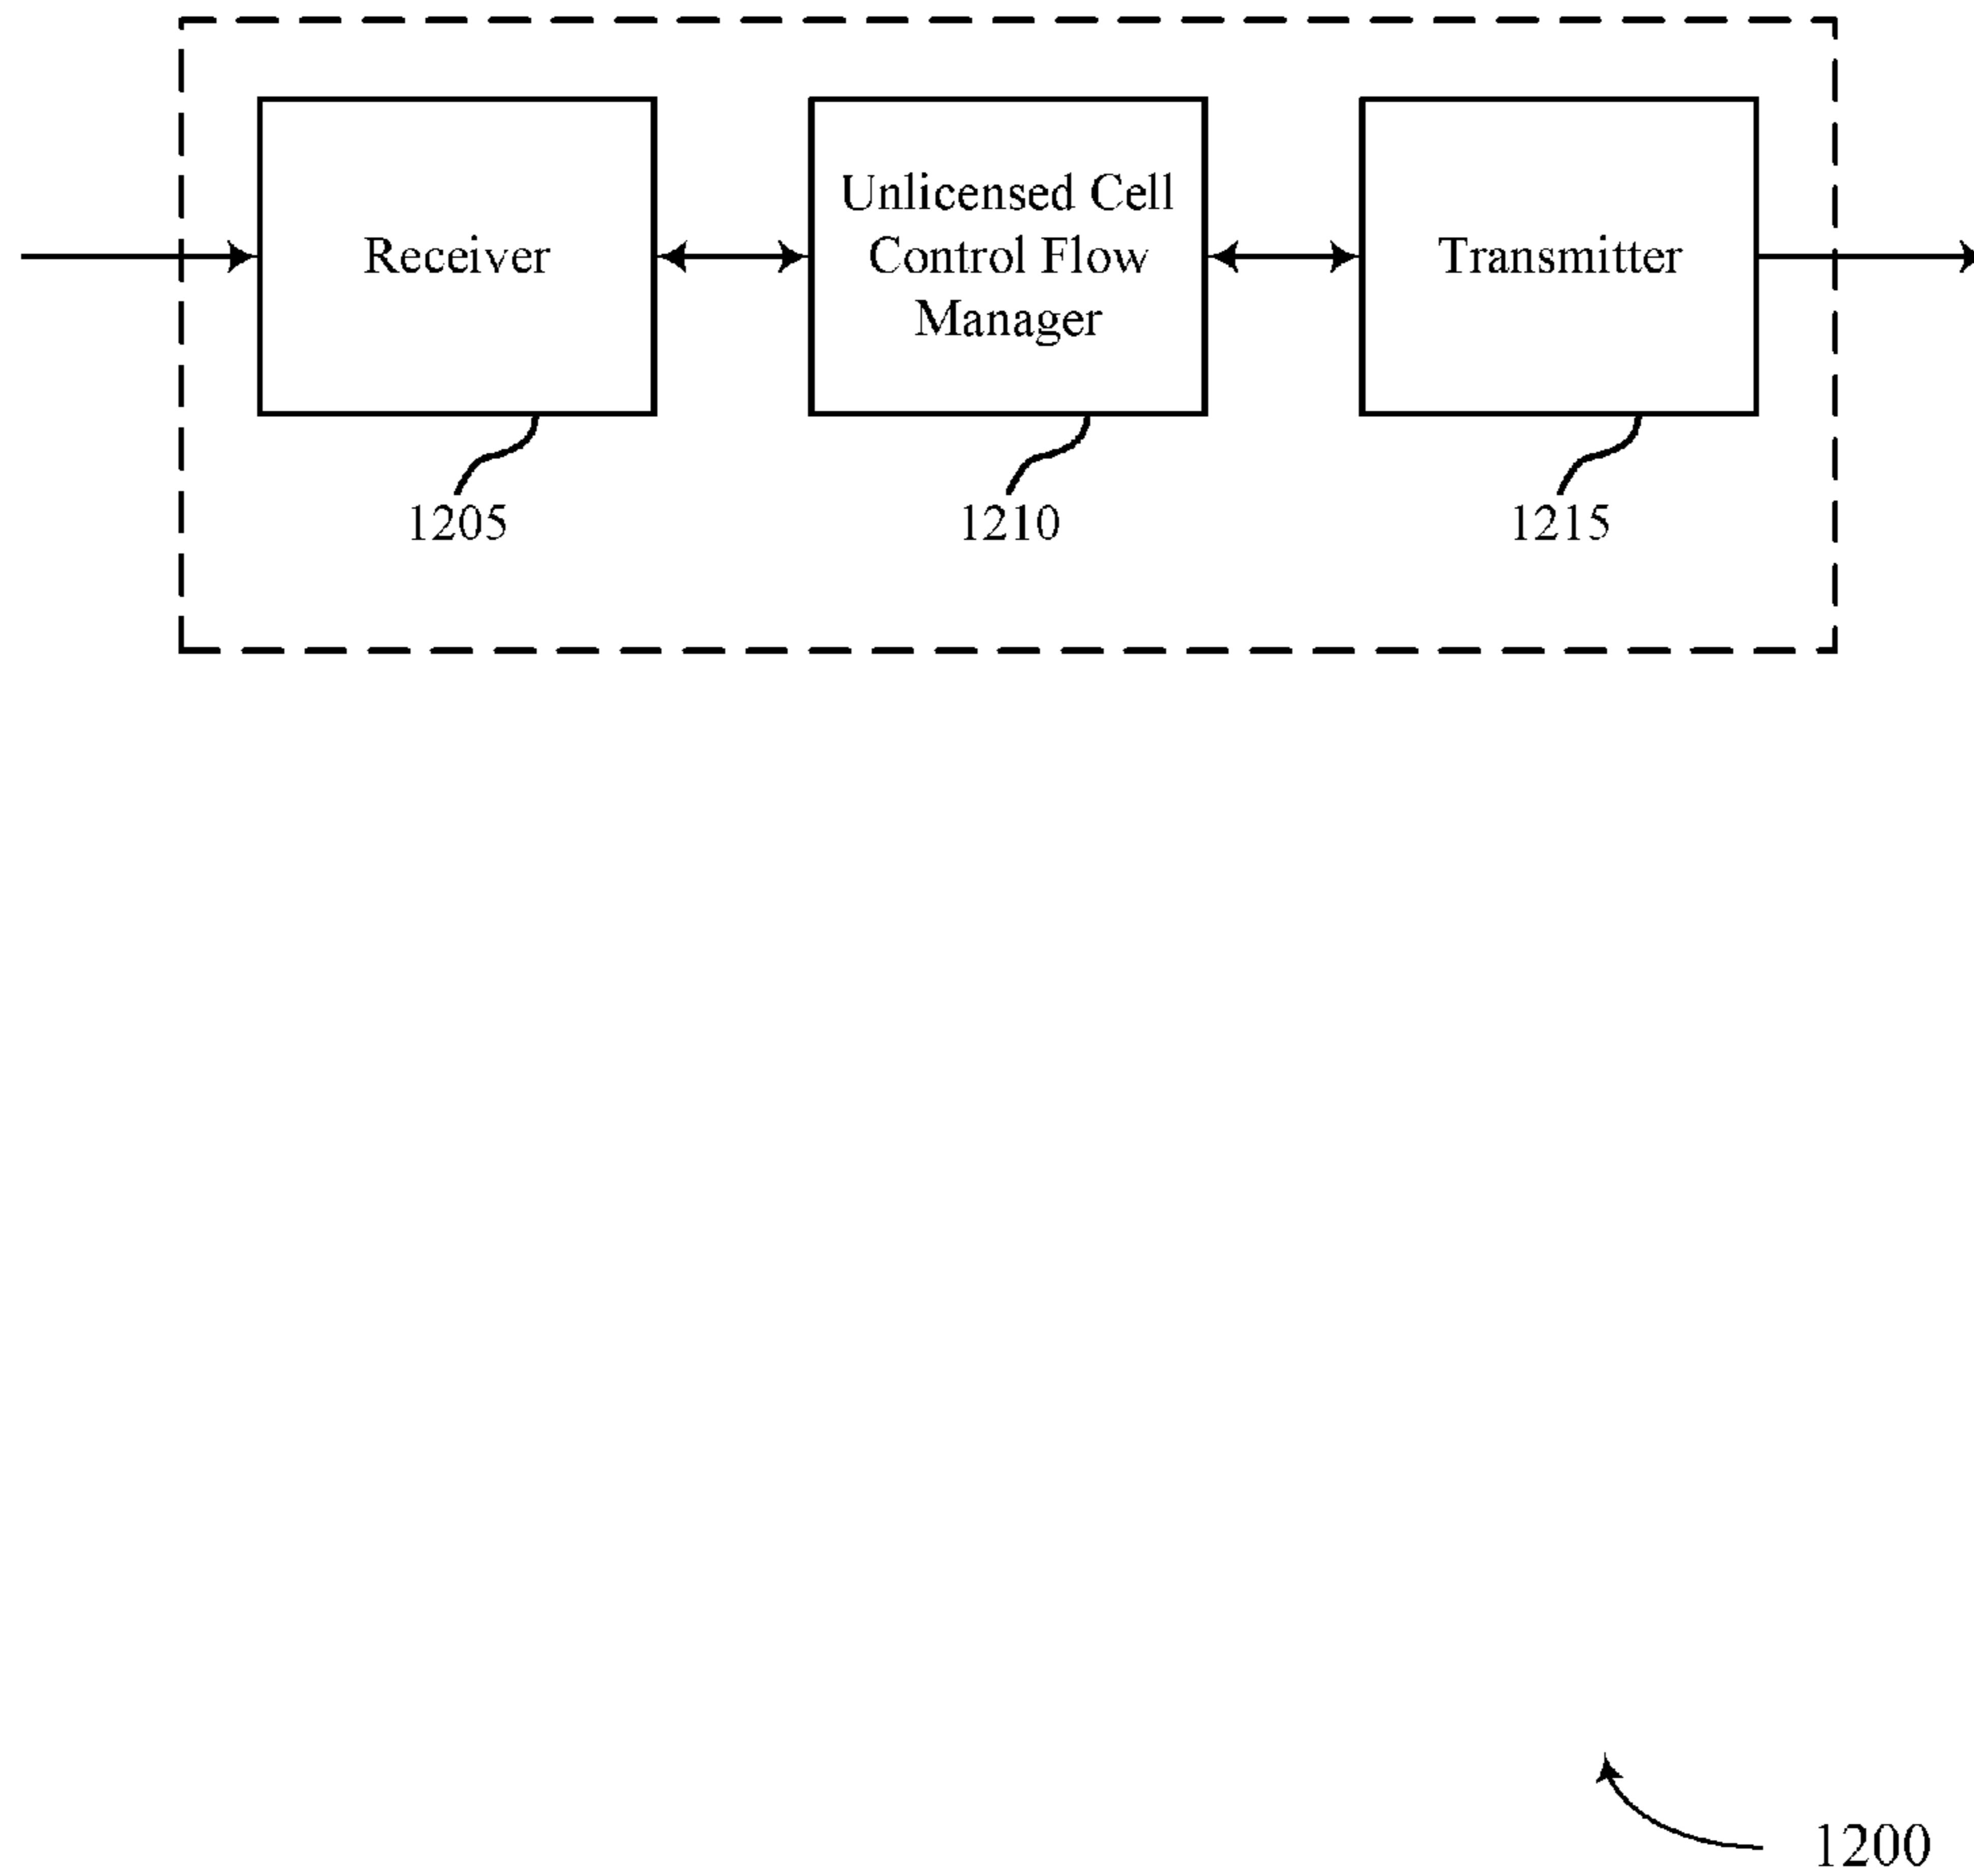 Receiver
Unlicensed Cell
Control Flow
Manager
Transmitter
1205
1210
1215
1200